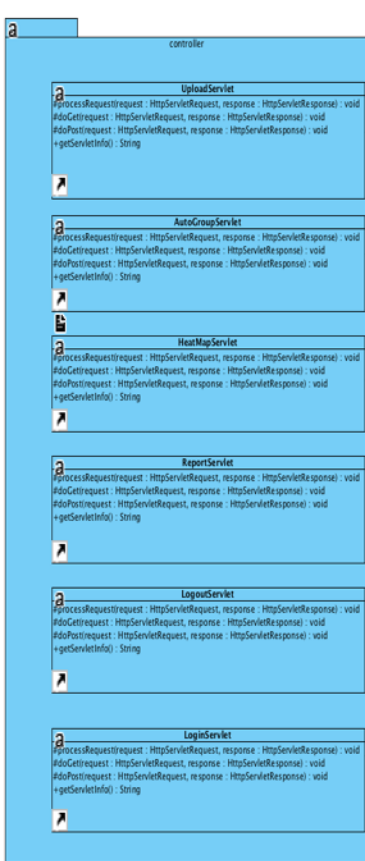 a
controller
a
UploadServlet
#processRequest(request : HttpServletRequest, response : HttpServletResponse) : void
#doGet(request : HttpServletRequest, response : HttpServletResponse) : void
#doPost(request : HttpServletRequest, response : HttpServletResponse) : void
+getServletInfo() : String
a
AutoGroupServlet
#processRequest(request : HttpServletRequest, response : HttpServletResponse) : void
#doGet(request : HttpServletRequest, response : HttpServletResponse) : void
#doPost(request : HttpServletRequest, response : HttpServletResponse) : void
+getServletInfo() : String
a
HeatMapServlet
#processRequest(request : HttpServletRequest, response : HttpServletResponse) : void
#doGet(request : HttpServletRequest, response : HttpServletResponse) : void
#doPost(request : HttpServletRequest, response : HttpServletResponse) : void
+getServletInfo() : String
a
ReportServlet
#processRequest(request : HttpServletRequest, response : HttpServletResponse) : void
#doGet(request : HttpServletRequest, response : HttpServletResponse) : void
#doPost(request : HttpServletRequest, response : HttpServletResponse) : void
+getServletInfo() : String
a
LogoutServlet
#processRequest(request : HttpServletRequest, response : HttpServletResponse) : void
#doGet(request : HttpServletRequest, response : HttpServletResponse) : void
#doPost(request : HttpServletRequest, response : HttpServletResponse) : void
+getServletInfo() : String
a
LoginServlet
#processRequest(request : HttpServletRequest, response : HttpServletResponse) : void
#doGet(request : HttpServletRequest, response : HttpServletResponse) : void
#doPost(request : HttpServletRequest, response : HttpServletResponse) : void
+getServletInfo() : String